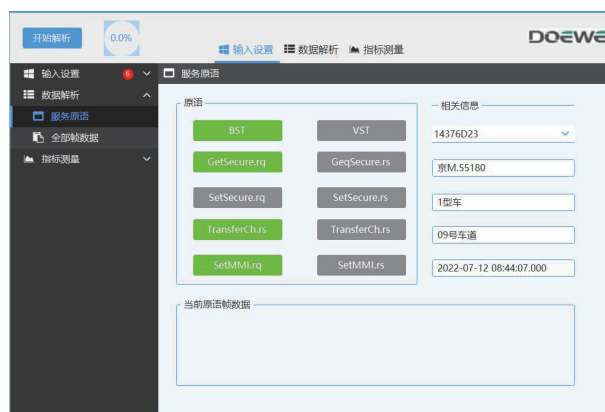 开始解析
0.0%
输入设置 数据解析 指标测量
DOEWE
输入设置 6
服务原语
数据解析
服务原语
全部帧数据
指标测量
原语
BST VST
GetSecure.rq GeqSecure.rs
SetSecure.rq SetSecure.rs
TransferCh.rs TransferCh.rs
SetMMI.rq SetMMI.rs
相关信息
14376D23
京M.55180
1型车
09号车道
2022-07-12 08:44:07.000
当前原语帧数据